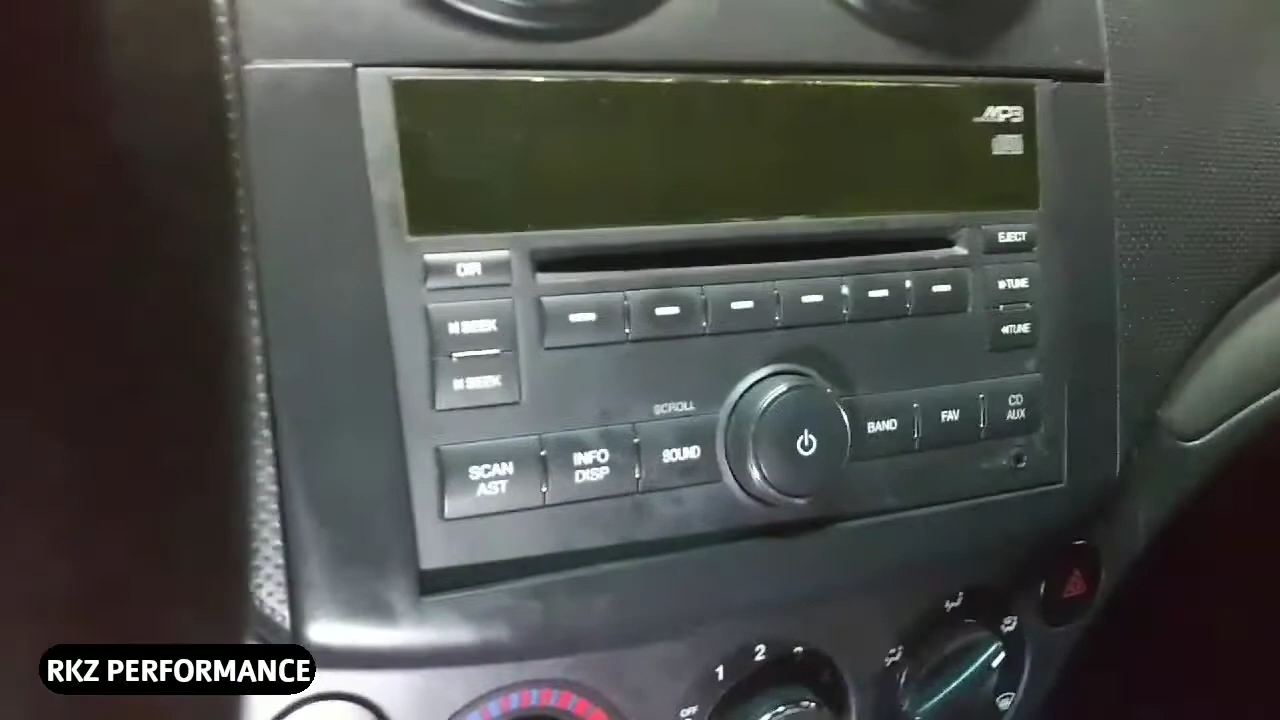 MP3
EJECT
DIR
TUNE
SEEK
TUNE
SEEK
SCROLL
CD
AUX
BAND
FAV
SOUND
INFO
DISP
SCAN
AST
1
2
OFF
RKZ PERFORMANCE